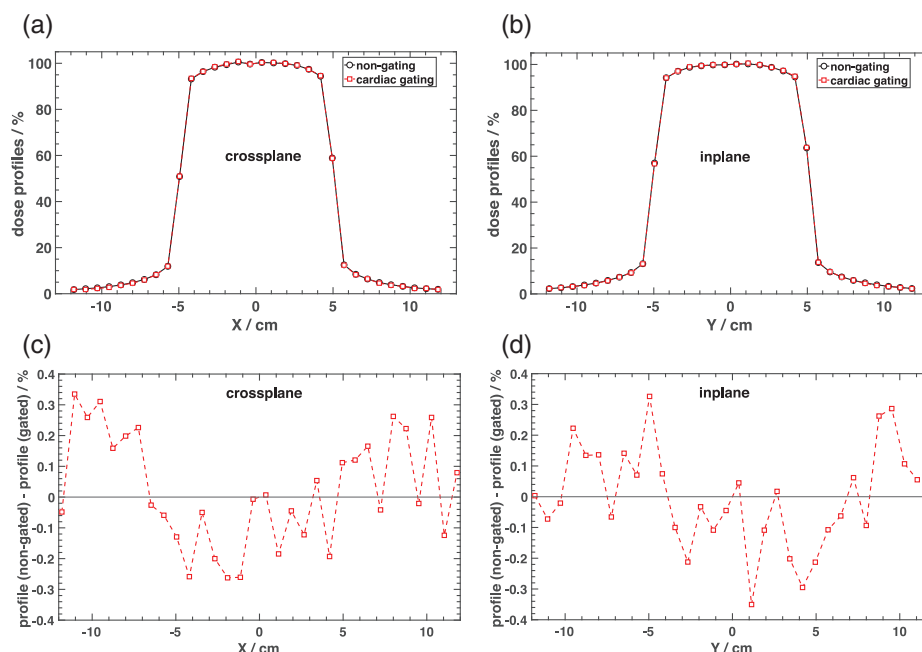 (a)
100
80
60
40
20
0
dose profiles / %
non-gating
cardiac gating
crossplane
-10
-5
0
5
10
X / cm
(b)
100
80
60
40
20
0
dose profiles / %
non-gating
cardiac gating
inplane
-10
-5
0
5
10
Y / cm
(c)
0.4
0.3
0.2
0.1
0
-0.1
-0.2
-0.3
-0.4
profile (non-gated) - profile (gated) / %
crossplane
-10
-5
0
5
10
X / cm
(d)
0.4
0.3
0.2
0.1
0
-0.1
-0.2
-0.3
-0.4
profile (non-gated) - profile (gated) / %
inplane
-10
-5
0
5
10
Y / cm